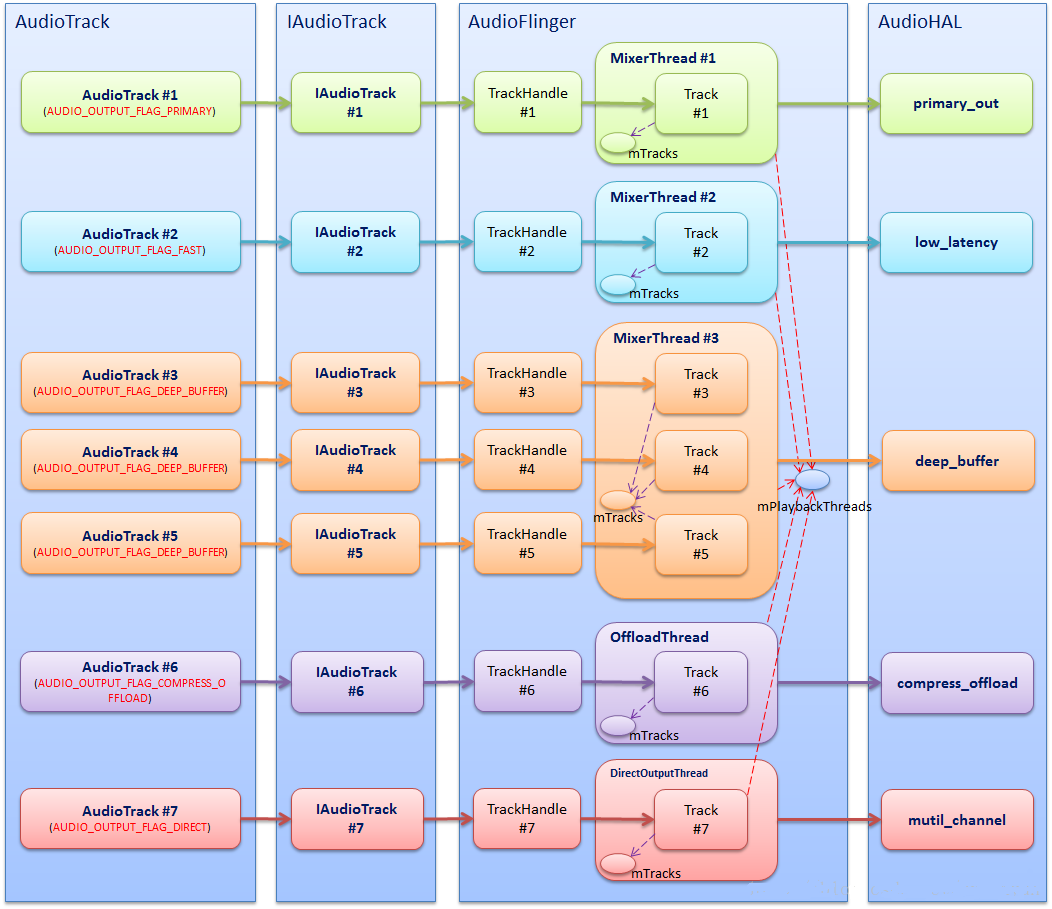 AudioTrack
IAudioTrack
AudioFlinger
AudioHAL
AudioTrack #1
(AUDIO_OUTPUT_FLAG_PRIMARY)
IAudioTrack
#1
TrackHandle
#1
MixerThread #1
Track
#1
mTracks
primary_out
AudioTrack #2
(AUDIO_OUTPUT_FLAG_FAST)
IAudioTrack
#2
TrackHandle
#2
MixerThread #2
Track
#2
mTracks
low_latency
AudioTrack #3
(AUDIO_OUTPUT_FLAG_DEEP_BUFFER)
IAudioTrack
#3
TrackHandle
#3
MixerThread #3
Track
#3
AudioTrack #4
(AUDIO_OUTPUT_FLAG_DEEP_BUFFER)
IAudioTrack
#4
TrackHandle
#4
Track
#4
deep_buffer
mTracks
mPlaybackThreads
AudioTrack #5
(AUDIO_OUTPUT_FLAG_DEEP_BUFFER)
IAudioTrack
#5
TrackHandle
#5
Track
#5
AudioTrack #6
(AUDIO_OUTPUT_FLAG_COMPRESS_O
FFLOAD)
IAudioTrack
#6
TrackHandle
#6
OffloadThread
Track
#6
mTracks
compress_offload
AudioTrack #7
(AUDIO_OUTPUT_FLAG_DIRECT)
IAudioTrack
#7
TrackHandle
#7
DirectOutputThread
Track
#7
mTracks
mutil_channel